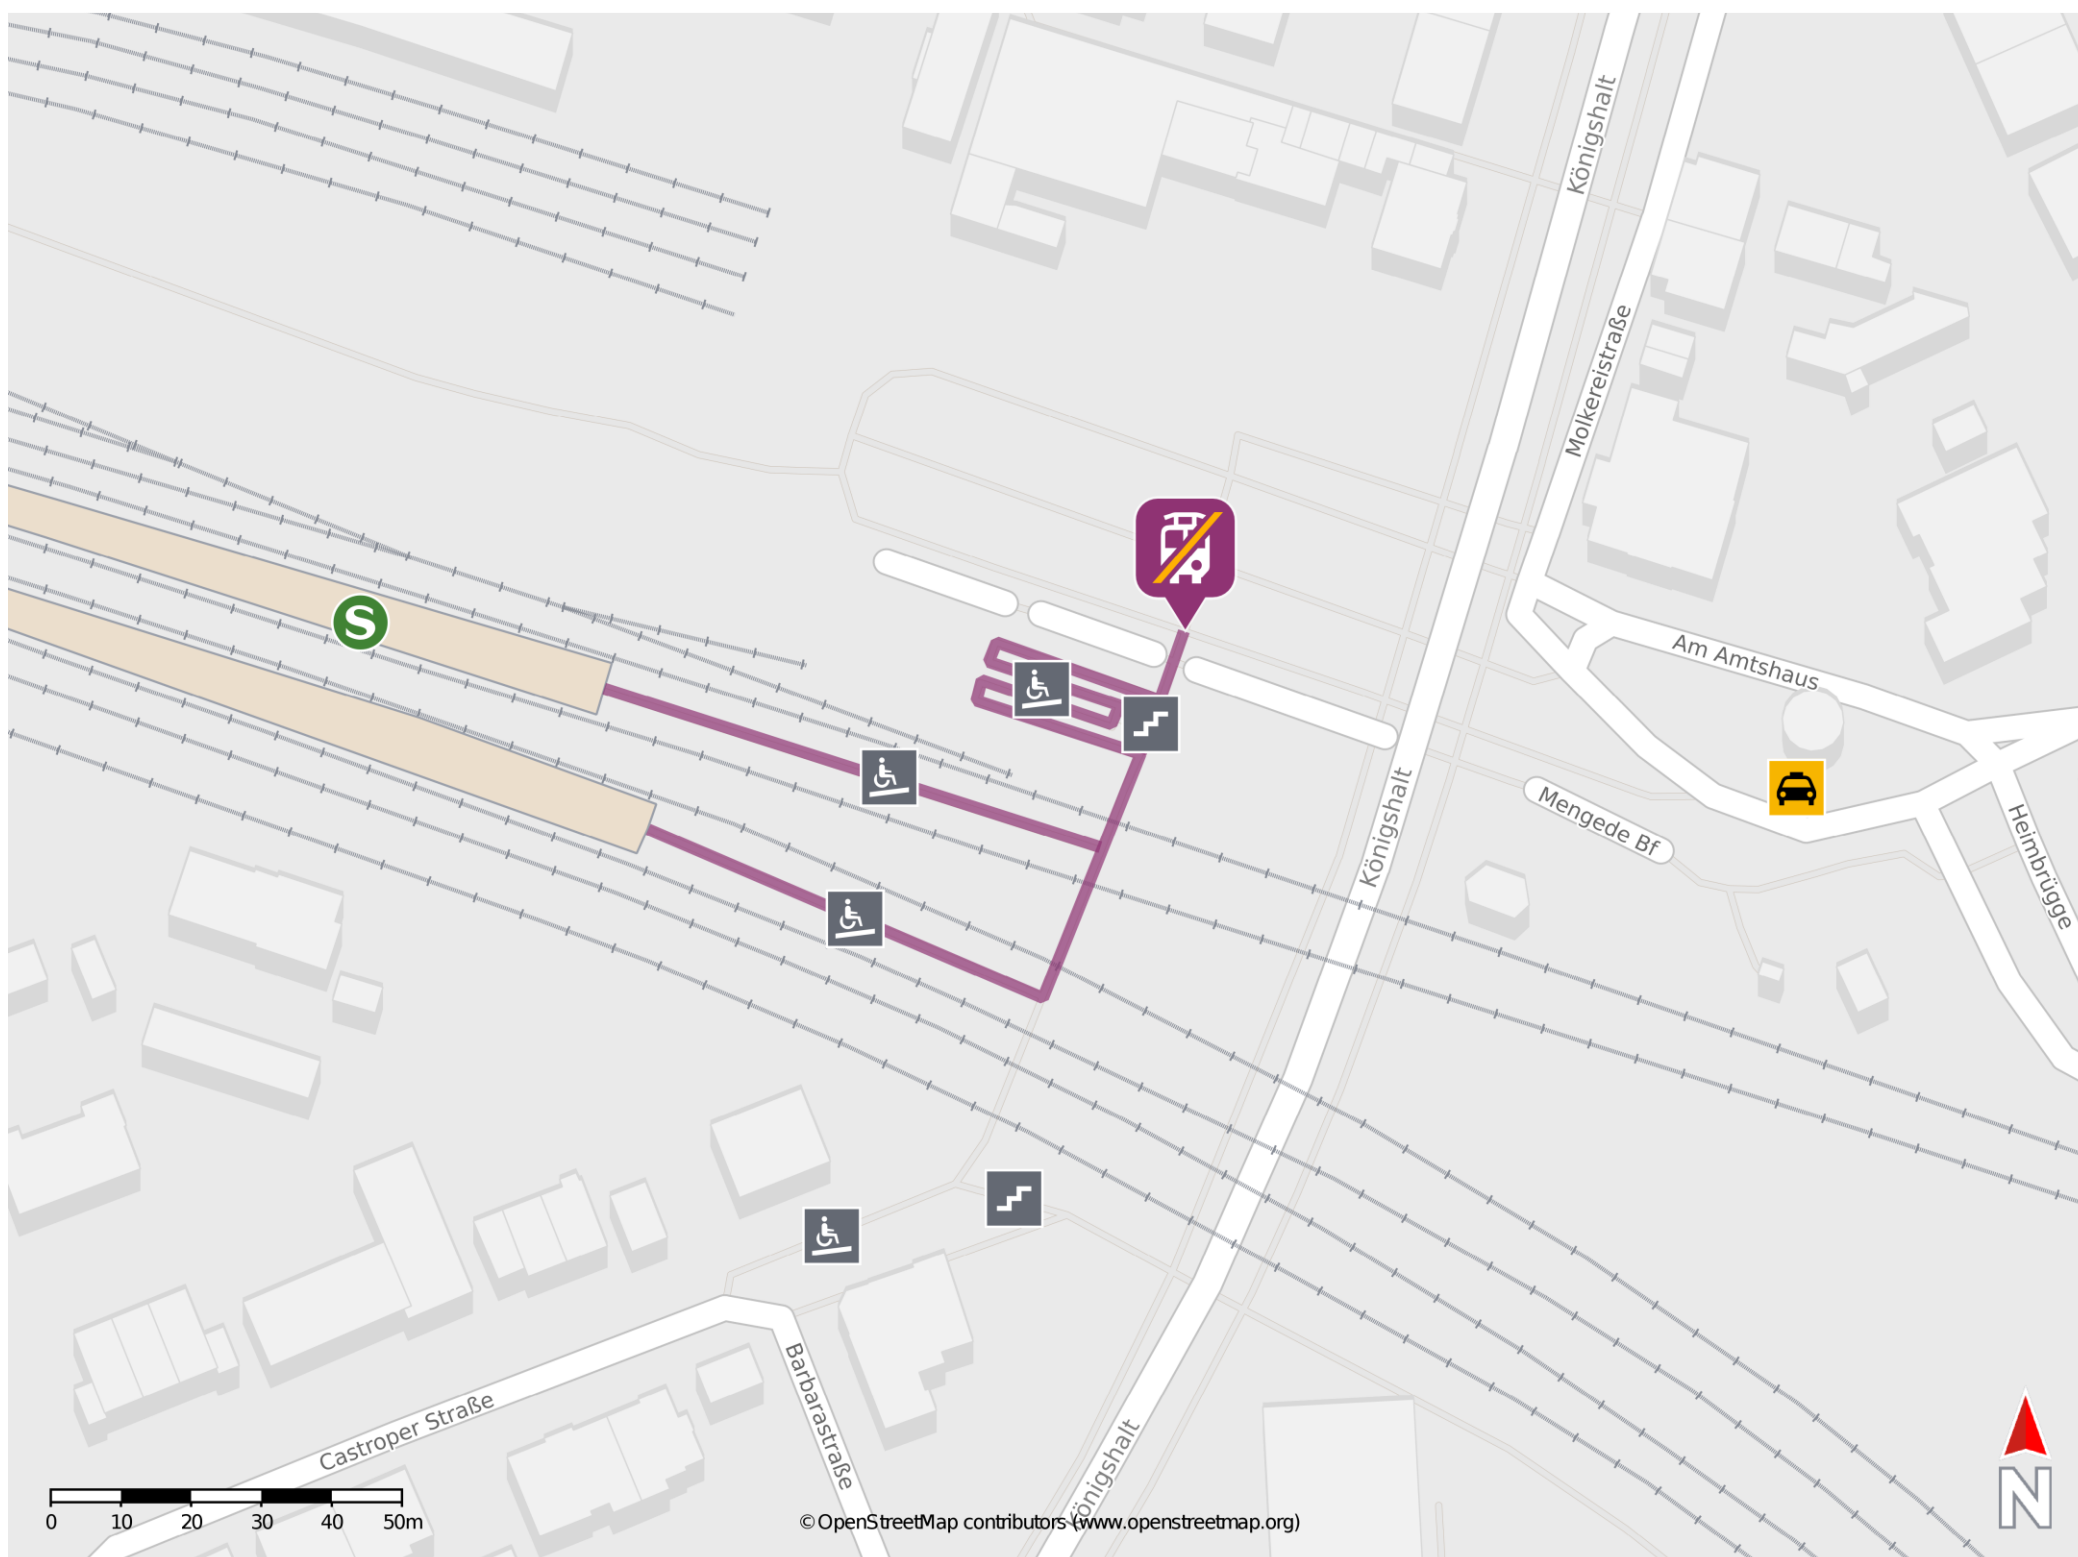 Königshalt
Molkereistraße
S
Am Amtshaus
Königshalt
Mengede Bf
Heimbrügge
Barbarastraße
Castroper Straße
Königshalt
0 10 20 30 40 50m
© OpenStreetMap contributors (www.openstreetmap.org)
N